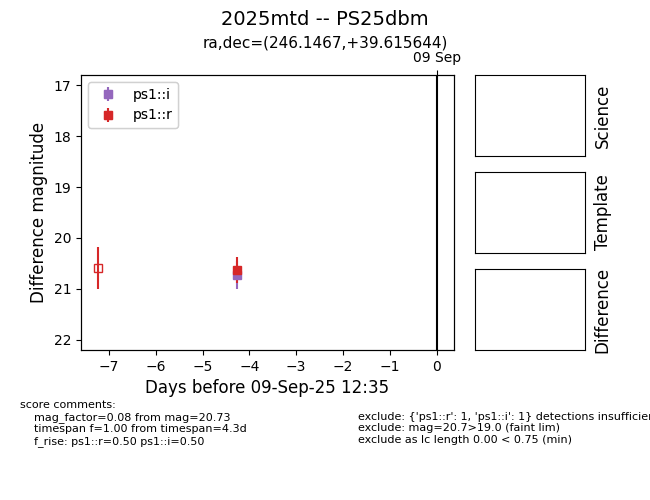 2025mtd -- PS25dbm
ra,dec=(246.1467,+39.615644)
09 Sep
ps1::i
ps1::r
17
18
19
20
21
22
Difference magnitude
−7
−6
−5
−4
−3
−2
−1
0
Days before 09-Sep-25 12:35
Science
Template
Difference
score comments:
mag_factor=0.08 from mag=20.73
timespan f=1.00 from timespan=4.3d
f_rise: ps1::r=0.50 ps1::i=0.50
exclude: {'ps1::r': 1, 'ps1::i': 1} detections insufficie
exclude: mag=20.7>19.0 (faint lim)
exclude as lc length 0.00 < 0.75 (min)